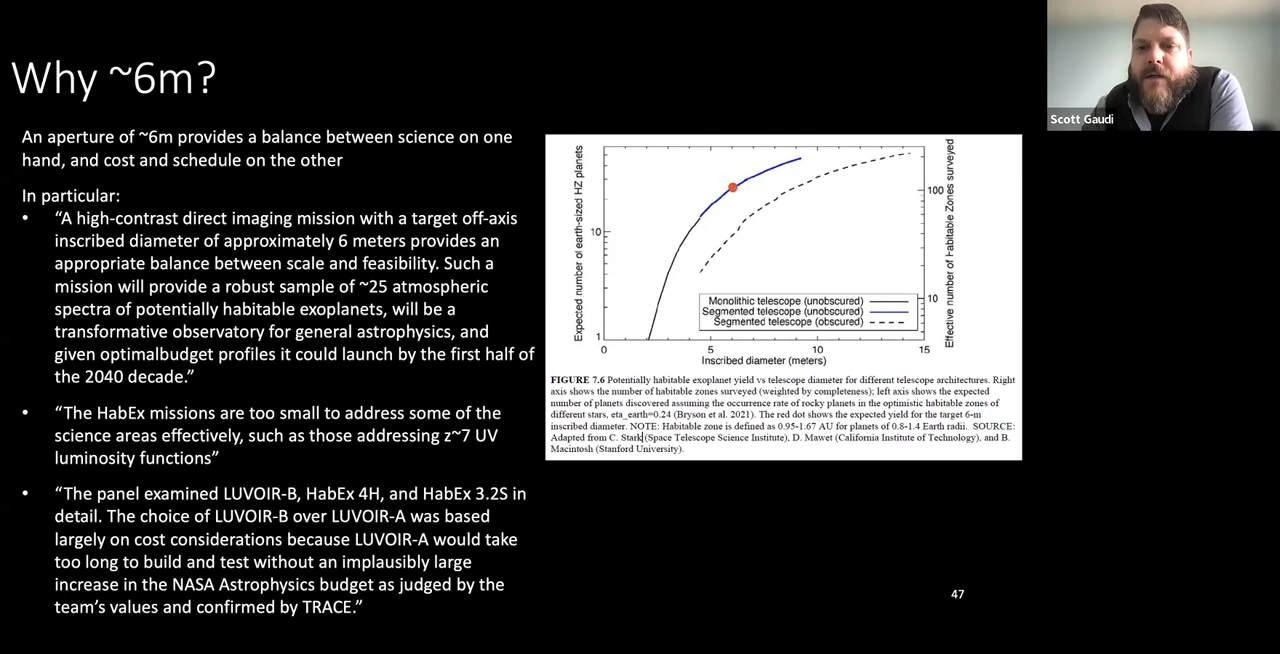 Why ~6m?
An aperture of ~6m provides a balance between science on one
hand, and cost and schedule on the other
In particular:
• “A high-contrast direct imaging mission with a target off-axis
inscribed diameter of approximately 6 meters provides an
appropriate balance between scale and feasibility. Such a
mission will provide a robust sample of ~25 atmospheric
spectra of potentially habitable exoplanets, will be a
transformative observatory for general astrophysics, and
given optimalbudget profiles it could launch by the first half of
the 2040 decade.”
• “The HabEx missions are too small to address some of the
science areas effectively, such as those addressing z~7 UV
luminosity functions”
• “The panel examined LUVOIR-B, HabEx 4H, and HabEx 3.2S in
detail. The choice of LUVOIR-B over LUVOIR-A was based
largely on cost considerations because LUVOIR-A would take
too long to build and test without an implausibly large
increase in the NASA Astrophysics budget as judged by the
team’s values and confirmed by TRACE.”
Expected number of earth-sized HZ planets
10
1
100
10
Effective number of Habitable Zones surveyed
Monolithic telescope (unobscured)
Segmented telescope (unobscured)
Segmented telescope (obscured)
0 5 10 15
Inscribed diameter (meters)
FIGURE 7.6 Potentially habitable exoplanet yield vs telescope diameter for different telescope architectures. Right
axis shows the number of habitable zones surveyed (weighted by completeness); left axis shows the expected
number of planets discovered assuming the occurrence rate of rocky planets in the optimistic habitable zones of
different stars, eta_earth=0.24 (Bryson et al. 2021). The red dot shows the expected yield for the target 6-m
inscribed diameter. NOTE: Habitable zone is defined as 0.95-1.67 AU for planets of 0.8-1.4 Earth radii. SOURCE:
Adapted from C. Stark (Space Telescope Science Institute), D. Mawet (California Institute of Technology), and B.
Macintosh (Stanford University).
Scott Gaudi
47